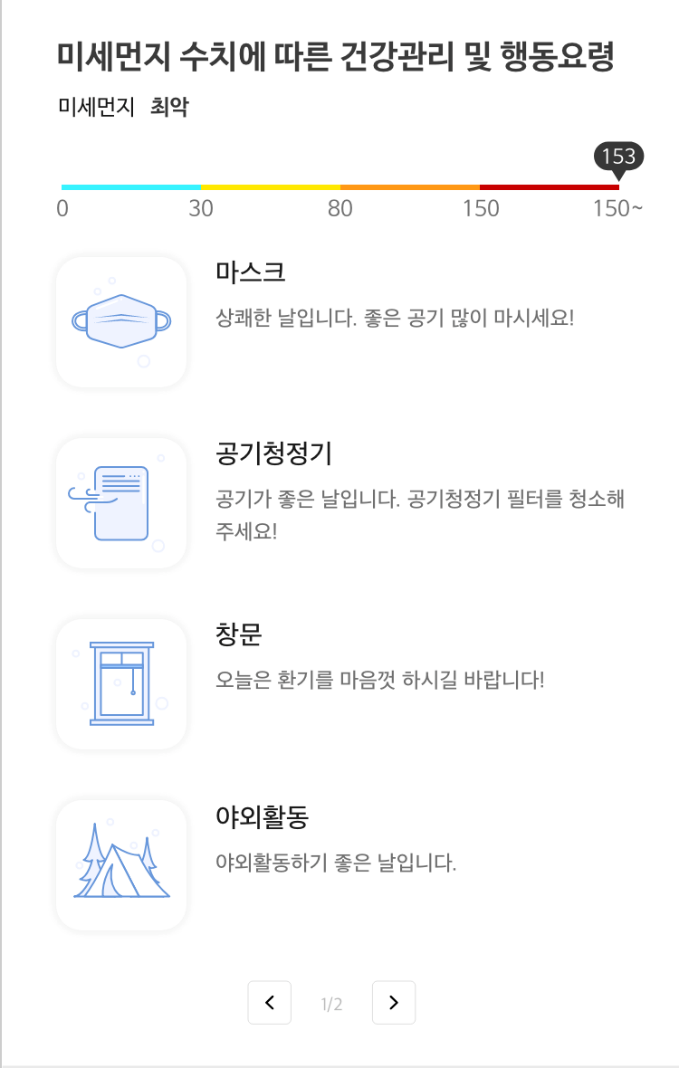 미세먼지 수치에 따른 건강관리 및 행동요령
미세먼지 최악
153
0 30 80 150 150~
마스크
상쾌한 날입니다. 좋은 공기 많이 마시세요!
공기청정기
공기가 좋은 날입니다. 공기청정기 필터를 청소해
주세요!
창문
오늘은 환기를 마음껏 하시길 바랍니다!
야외활동
야외활동하기 좋은 날입니다.
1/2